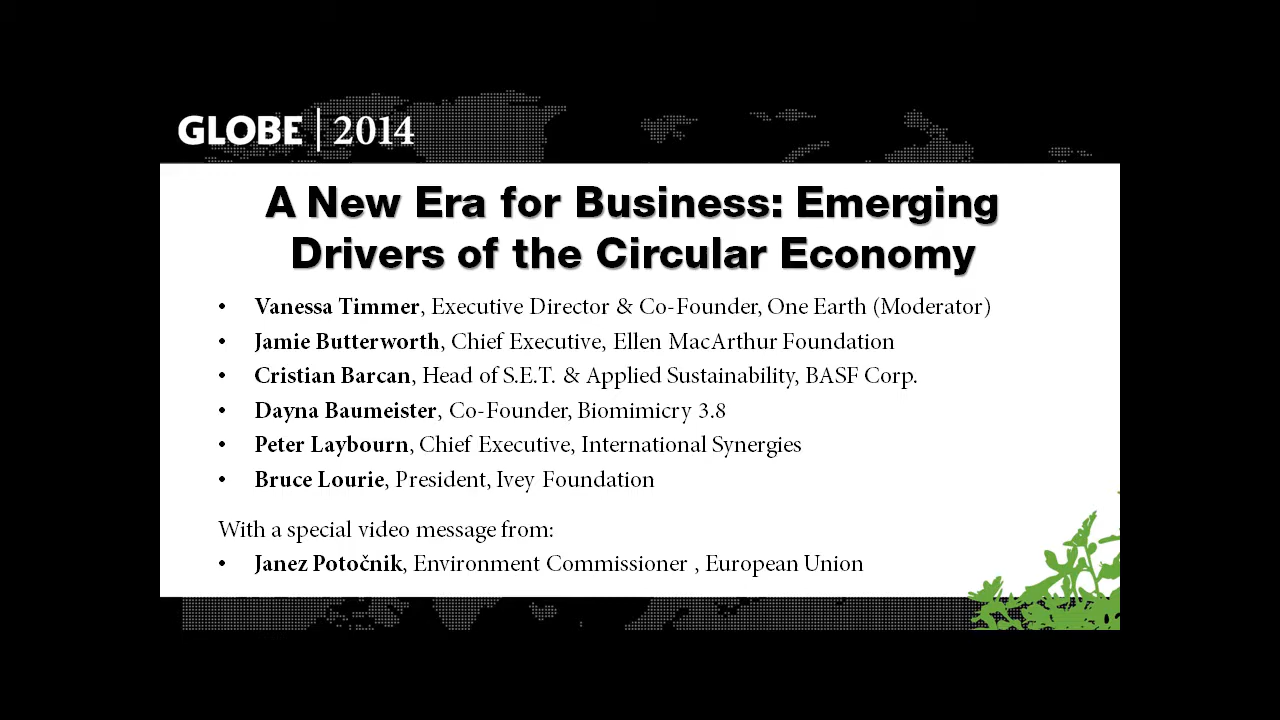 GLOBE | 2014
A New Era for Business: Emerging
Drivers of the Circular Economy
• Vanessa Timmer, Executive Director & Co-Founder, One Earth (Moderator)
• Jamie Butterworth, Chief Executive, Ellen MacArthur Foundation
• Cristian Barcan, Head of S.E.T. & Applied Sustainability, BASF Corp.
• Dayna Baumeister, Co-Founder, Biomimicry 3.8
• Peter Laybourn, Chief Executive, International Synergies
• Bruce Lourie, President, Ivey Foundation
With a special video message from:
• Janez Potočnik, Environment Commissioner , European Union